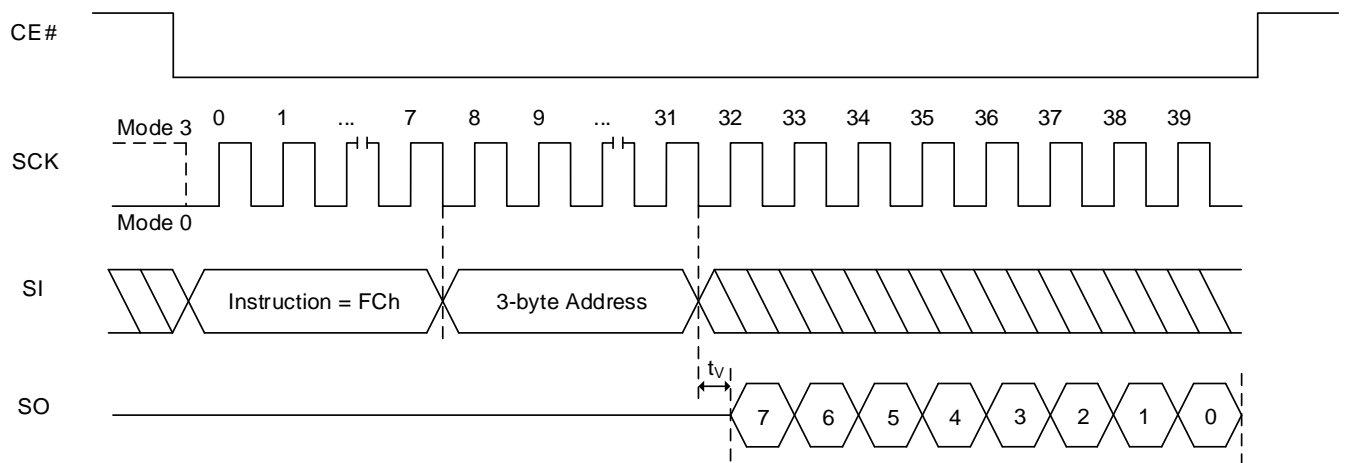 CE#
Mode 3 0 1 ... 7 8 9 ... 31 32 33 34 35 36 37 38 39
SCK
Mode 0
SI Instruction = FCh 3-byte Address
tV
SO 7 6 5 4 3 2 1 0